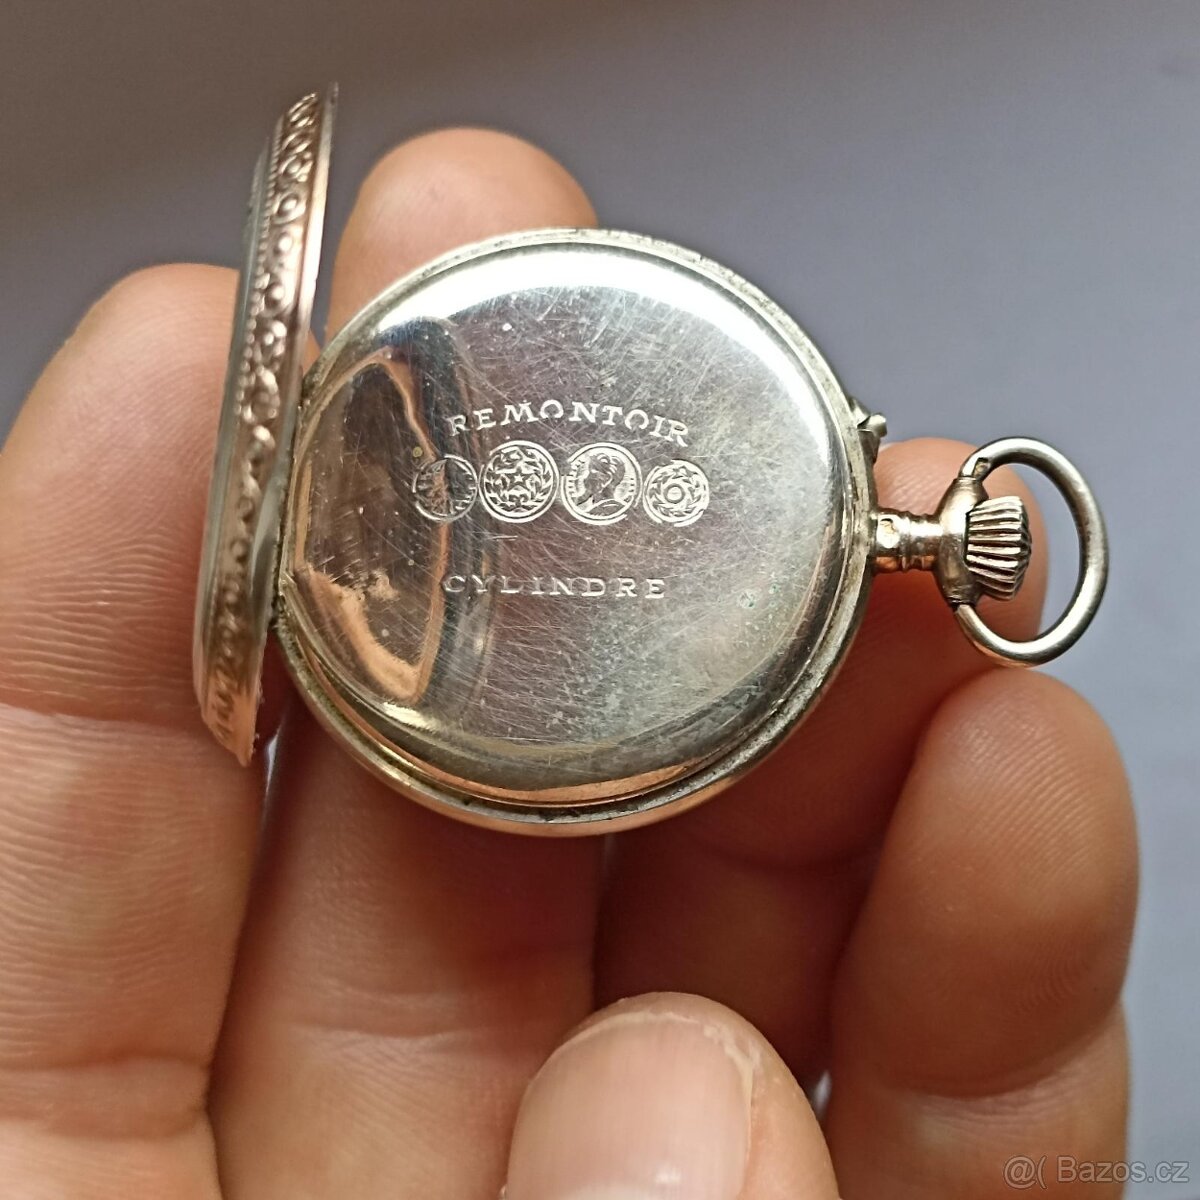 REMONTOIR
CYLINDRE
@( Bazos.cz